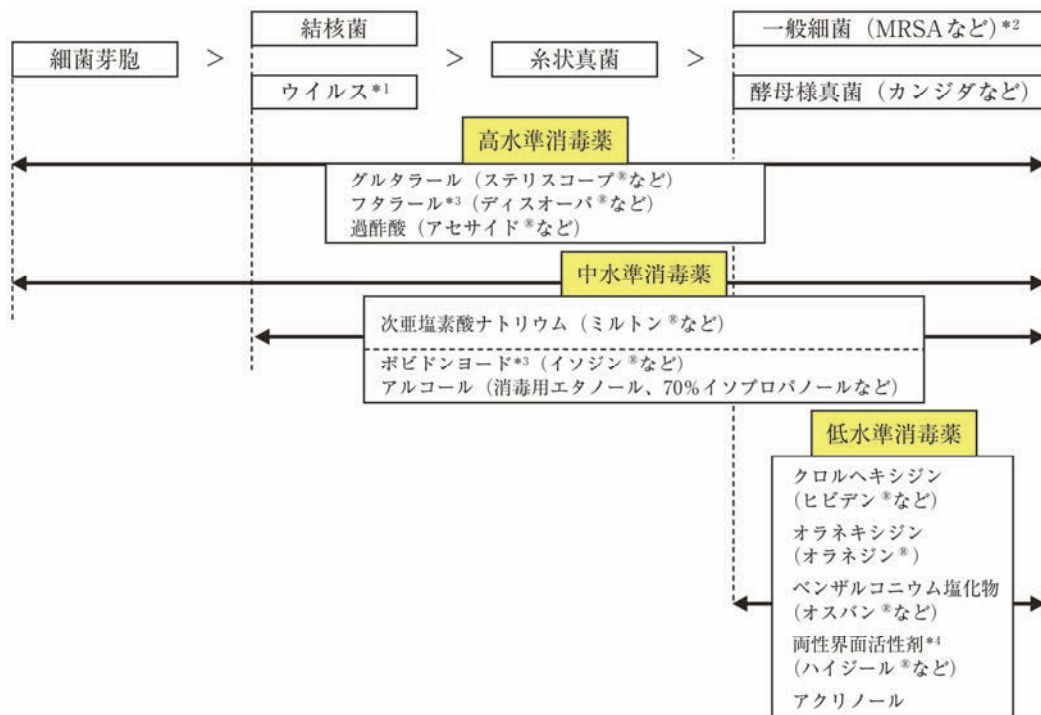 細菌芽胞 > 結核菌 > 糸状真菌 > 一般細菌（MRSAなど）*2
ウイルス*1
酵母様真菌（カンジダなど）
高水準消毒薬
グルタラール（ステリスコープ®など）
フタラール*3（ディスオーパ®など）
過酢酸（アセサイド®など）
中水準消毒薬
次亜塩素酸ナトリウム（ミルトン®など）
ポビドンヨード*3（イソジン®など）
アルコール（消毒用エタノール、70%イソプロパノールなど）
低水準消毒薬
クロルヘキシジン
（ヒビデン®など）
オラネキシジン
（オラネジン®）
ベンザルコニウム塩化物
（オスバン®など）
両性界面活性剤*4
（ハイジール®など）
アクリノール